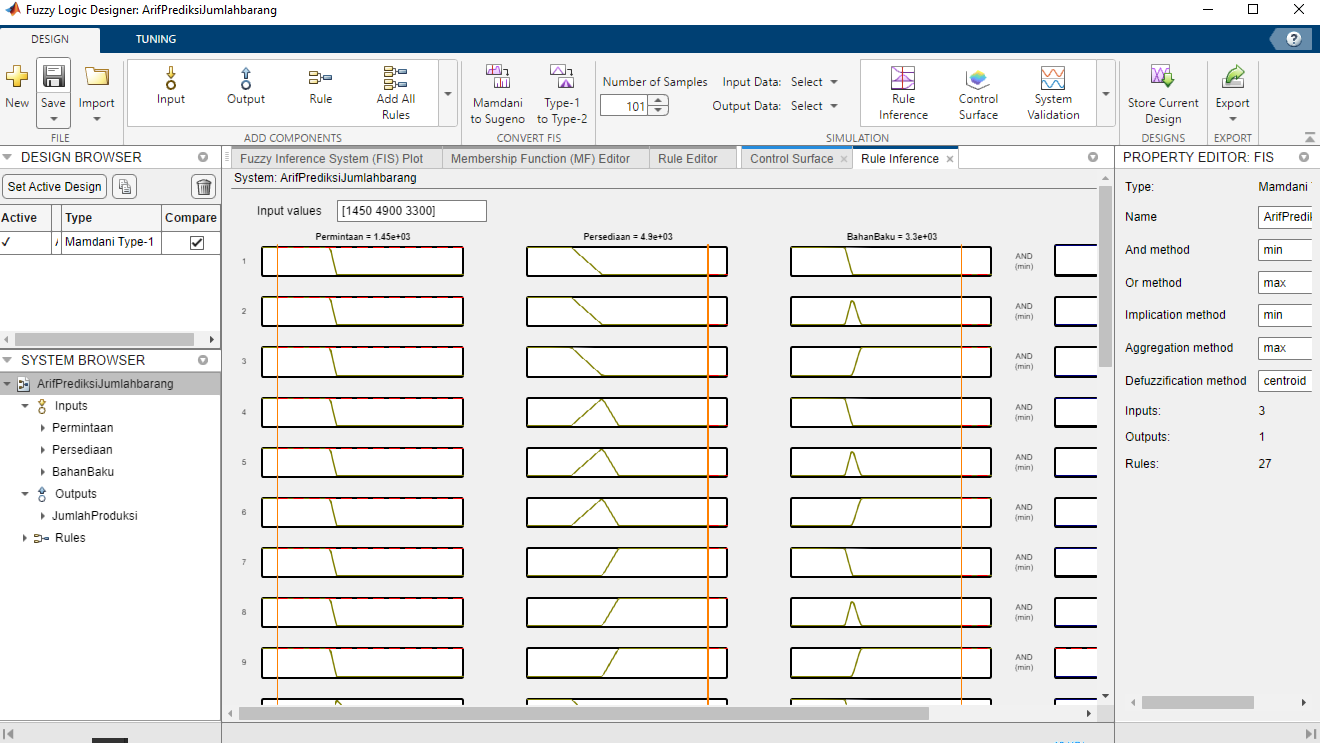 Fuzzy Logic Designer: ArifPrediksiJumlahbarang
DESIGN TUNING
?
New Save Import
FILE
Input Output Rule Add All Rules
ADD COMPONENTS
Mamdani to Sugeno Type-1 to Type-2
CONVERT FIS
Number of Samples Input Data: Select
101 Output Data: Select
Rule Inference Control Surface System Validation
SIMULATION
Store Current Design
DESIGNS
Export
EXPORT
DESIGN BROWSER
Set Active Design
Active Type Compare
Mamdani Type-1
SYSTEM BROWSER
ArifPrediksiJumlahbarang
Inputs
Permintaan
Persediaan
BahanBaku
Outputs
JumlahProduksi
Rules
Fuzzy Inference System (FIS) Plot Membership Function (MF) Editor Rule Editor Control Surface Rule Inference
System: ArifPrediksiJumlahbarang
Input values [1450 4900 3300]
Permintaan = 1.45e+03 Persediaan = 4.9e+03 BahanBaku = 3.3e+03
1 AND (min)
2 AND (min)
3 AND (min)
4 AND (min)
5 AND (min)
6 AND (min)
7 AND (min)
8 AND (min)
9 AND (min)
PROPERTY EDITOR: FIS
Type: Mamdani
Name ArifPredi
And method min
Or method max
Implication method min
Aggregation method max
Defuzzification method centroid
Inputs: 3
Outputs: 1
Rules: 27